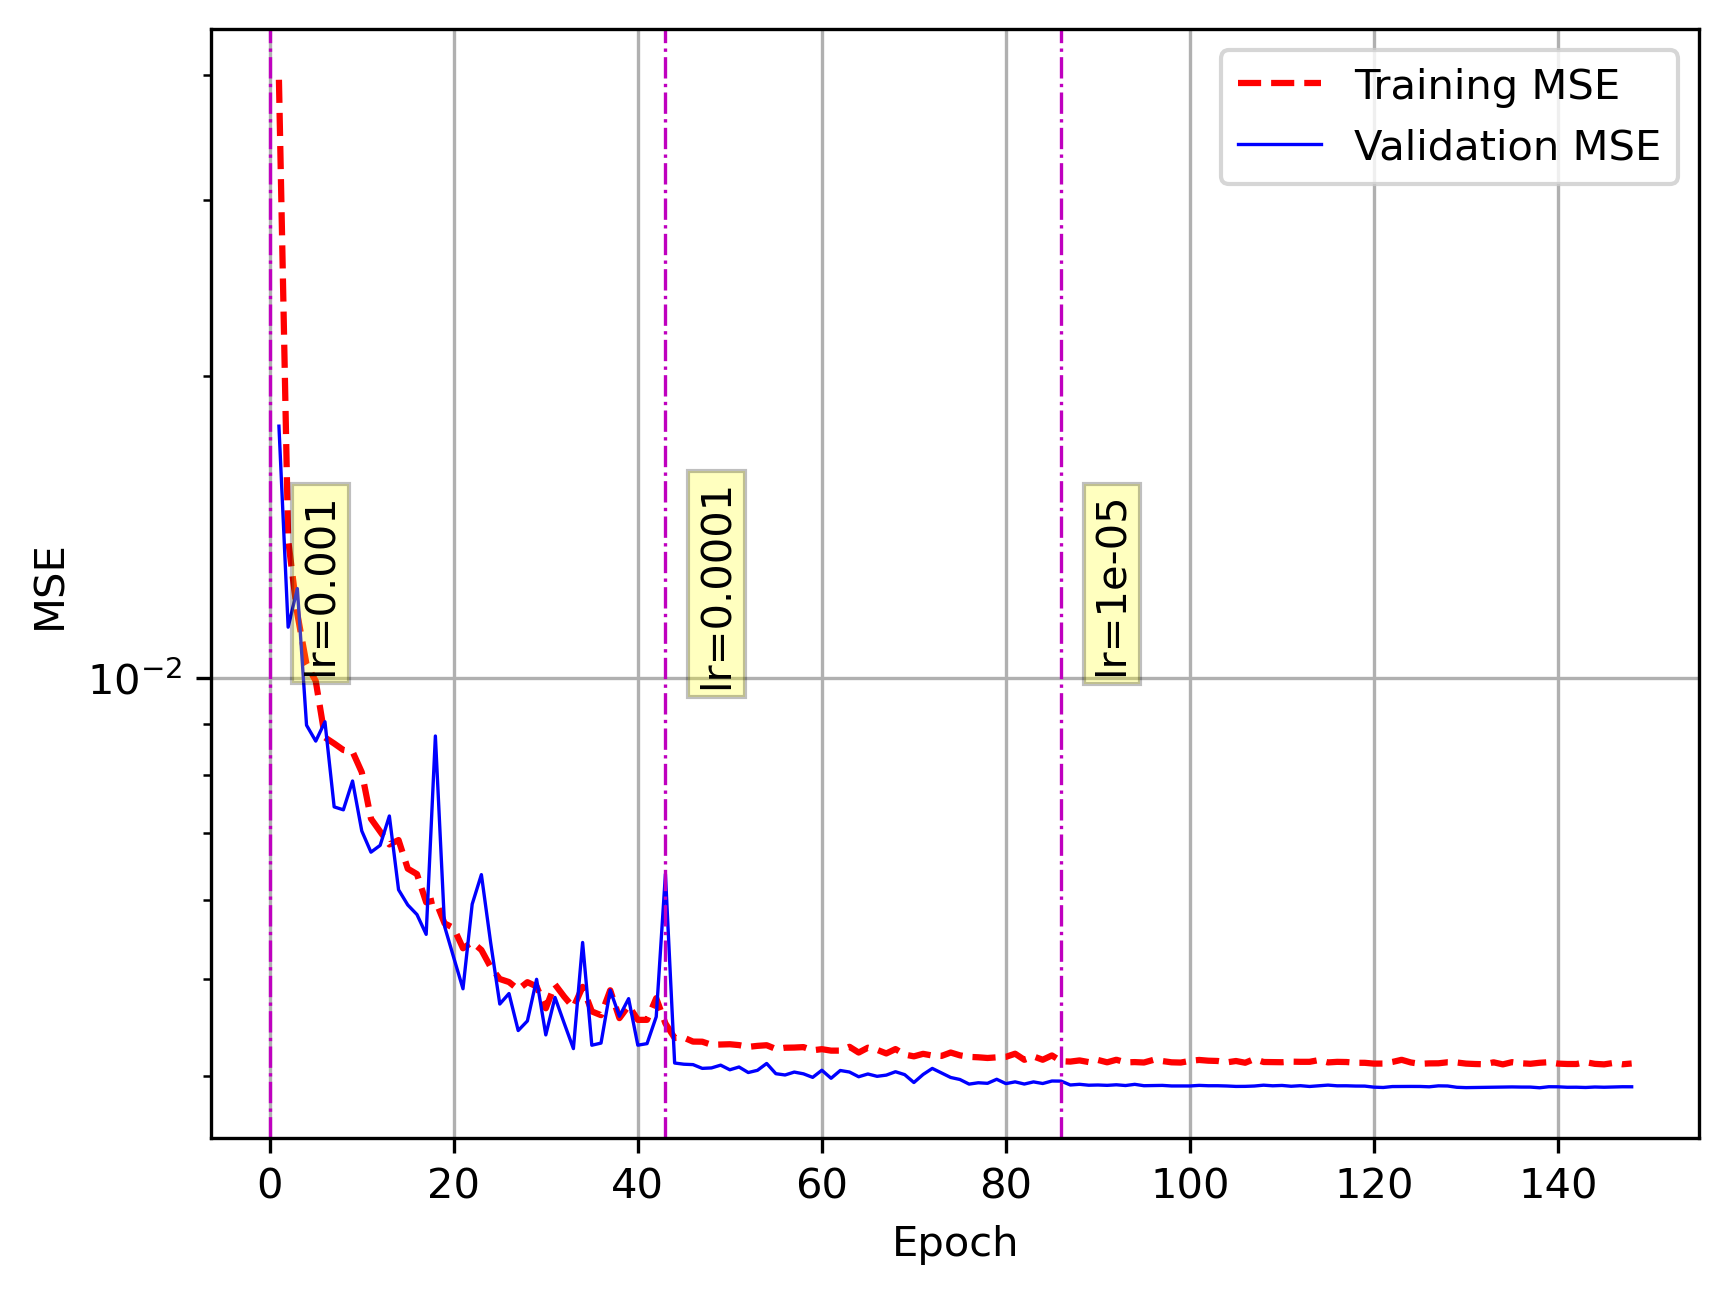 Training MSE
Validation MSE
lr=0.001
lr=0.0001
lr=1e-05
MSE
10⁻²
0 20 40 60 80 100 120 140
Epoch